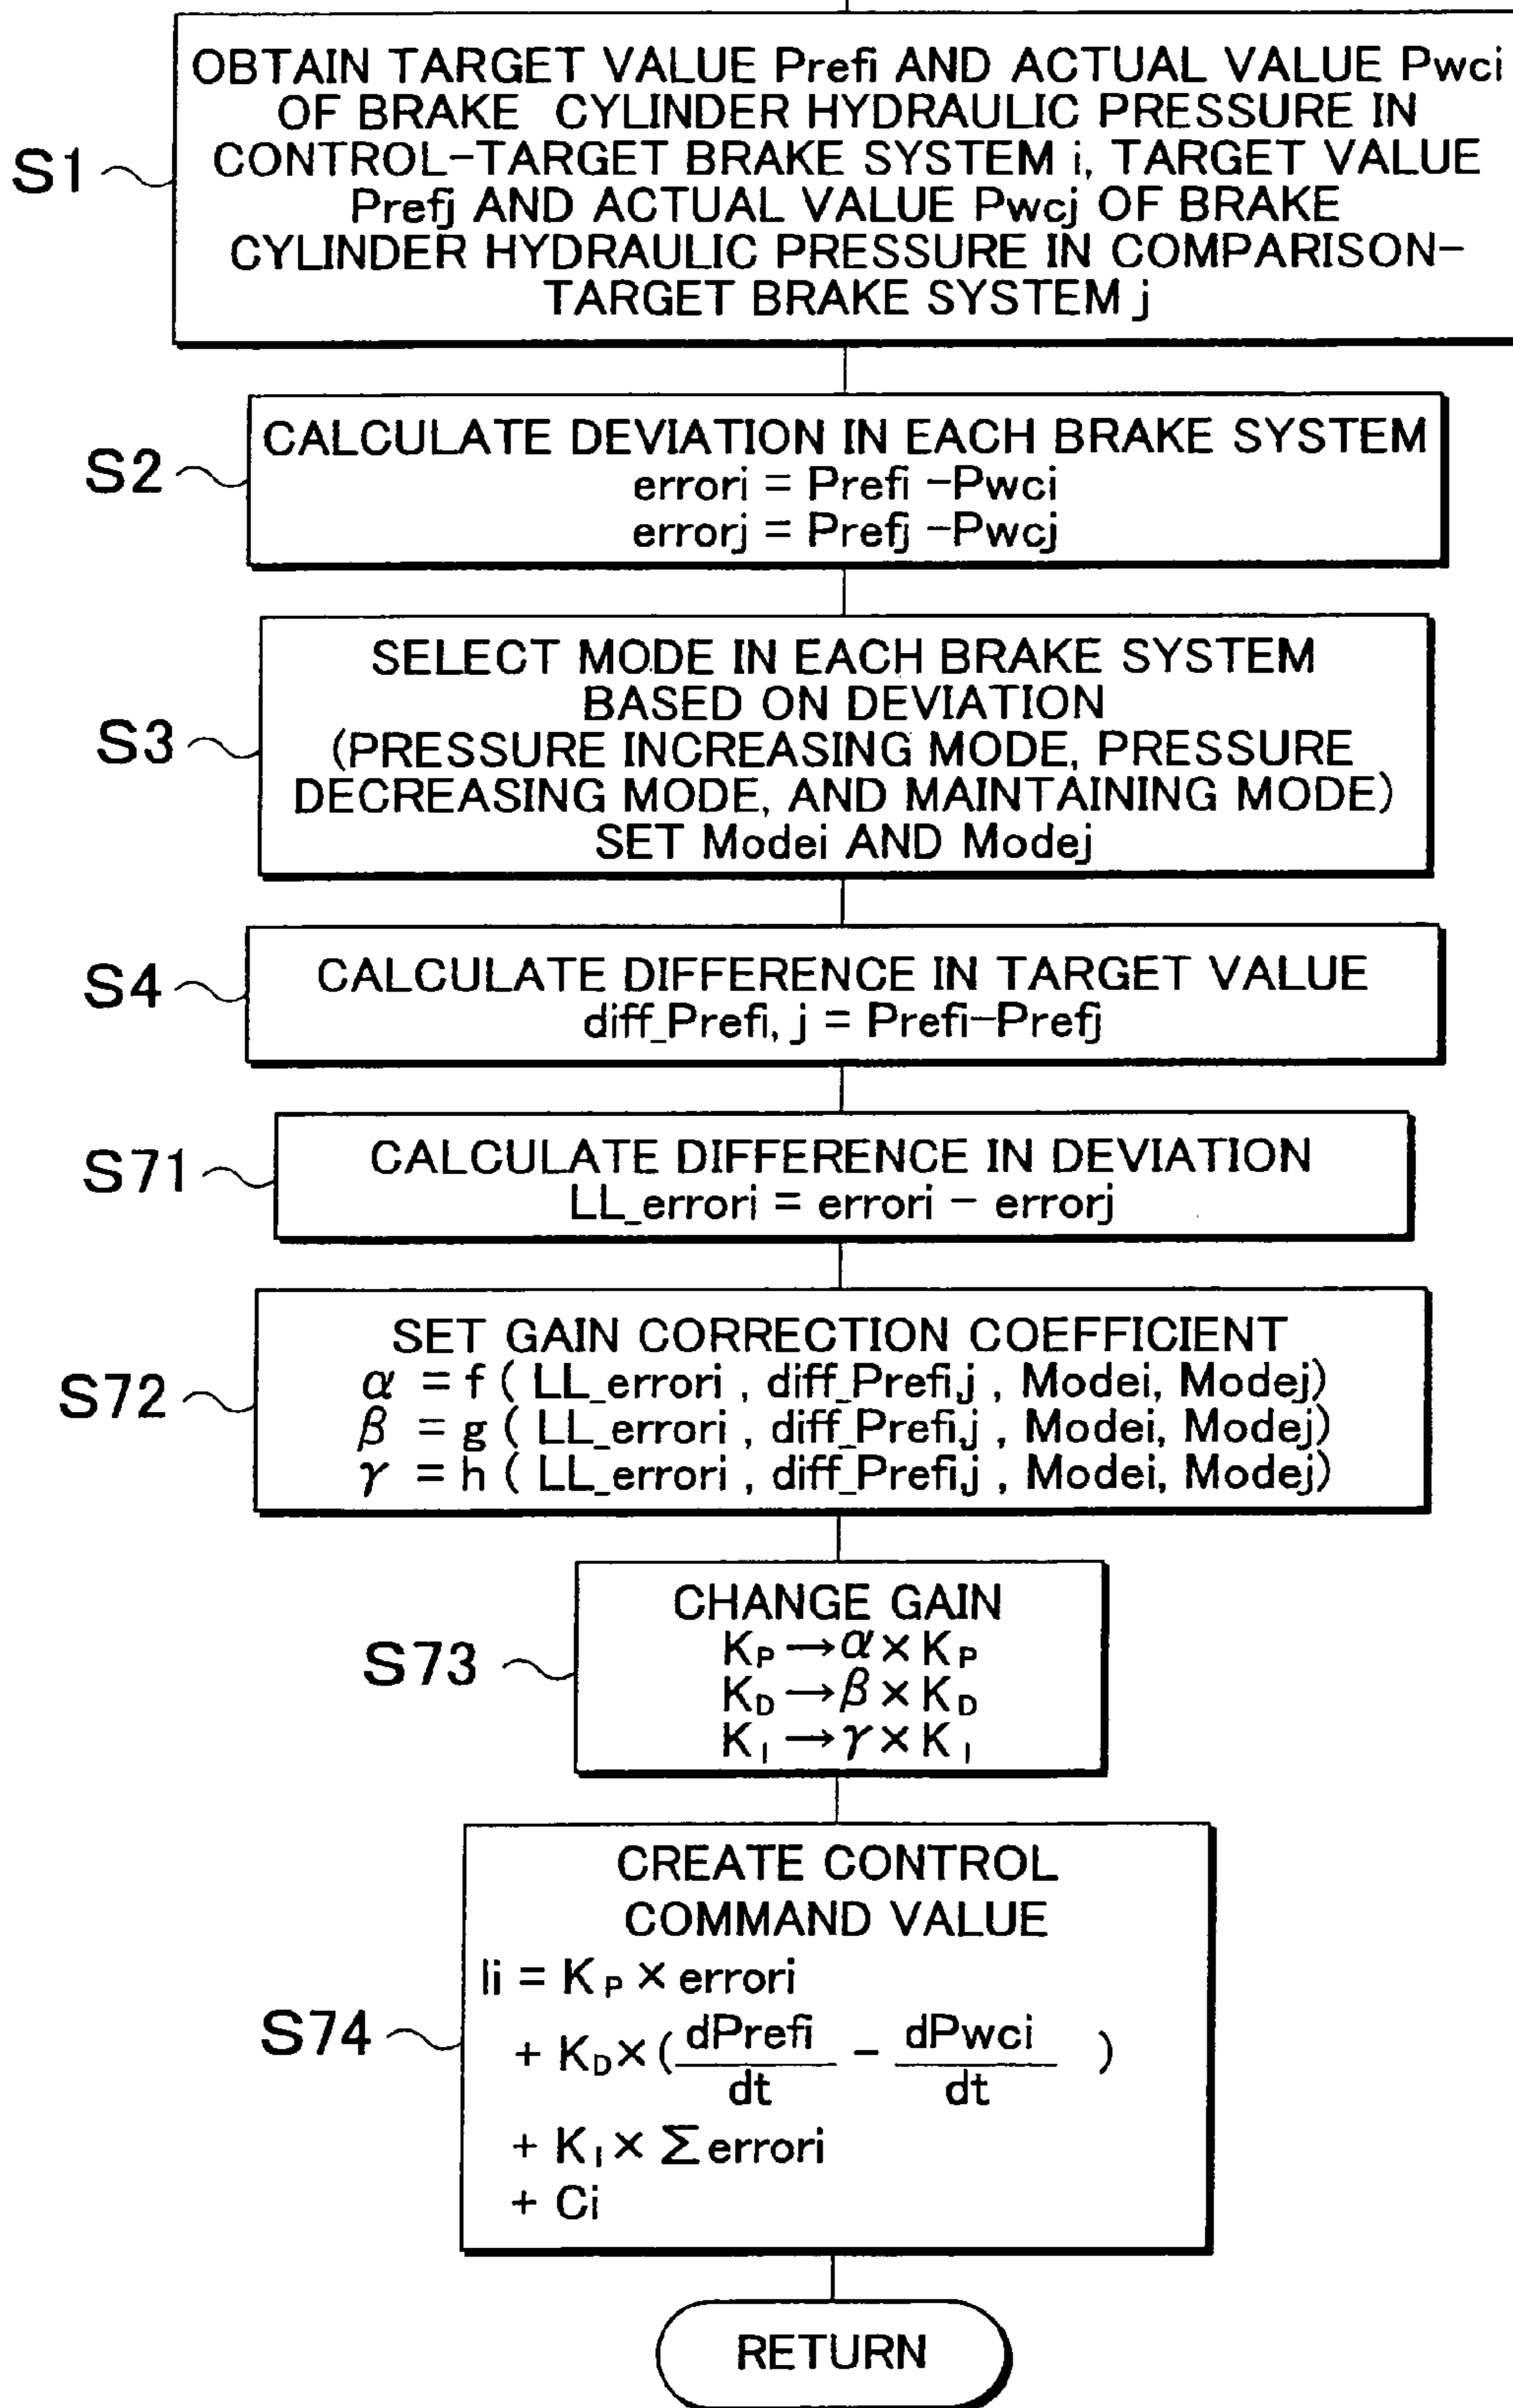 S1
OBTAIN TARGET VALUE Prefi AND ACTUAL VALUE Pwci
OF BRAKE CYLINDER HYDRAULIC PRESSURE IN
CONTROL-TARGET BRAKE SYSTEM i, TARGET VALUE
Prefj AND ACTUAL VALUE Pwcj OF BRAKE
CYLINDER HYDRAULIC PRESSURE IN COMPARISON-
TARGET BRAKE SYSTEM j
S2
CALCULATE DEVIATION IN EACH BRAKE SYSTEM
errori = Prefi -Pwci
errorj = Prefj -Pwcj
S3
SELECT MODE IN EACH BRAKE SYSTEM
BASED ON DEVIATION
(PRESSURE INCREASING MODE, PRESSURE
DECREASING MODE, AND MAINTAINING MODE)
SET Modei AND Modej
S4
CALCULATE DIFFERENCE IN TARGET VALUE
diff_Prefi, j = Prefi-Prefj
S71
CALCULATE DIFFERENCE IN DEVIATION
LL_errori = errori - errorj
S72
SET GAIN CORRECTION COEFFICIENT
α = f ( LL_errori , diff_Prefi,j , Modei, Modej)
β = g ( LL_errori , diff_Prefi,j , Modei, Modej)
γ = h ( LL_errori , diff_Prefi,j , Modei, Modej)
S73
CHANGE GAIN
KP → α × KP
KD → β × KD
KI → γ × KI
S74
CREATE CONTROL
COMMAND VALUE
Ii = KP × errori
+ KD × ( dPrefi/dt - dPwci/dt )
+ KI × Σ errori
+ Ci
RETURN